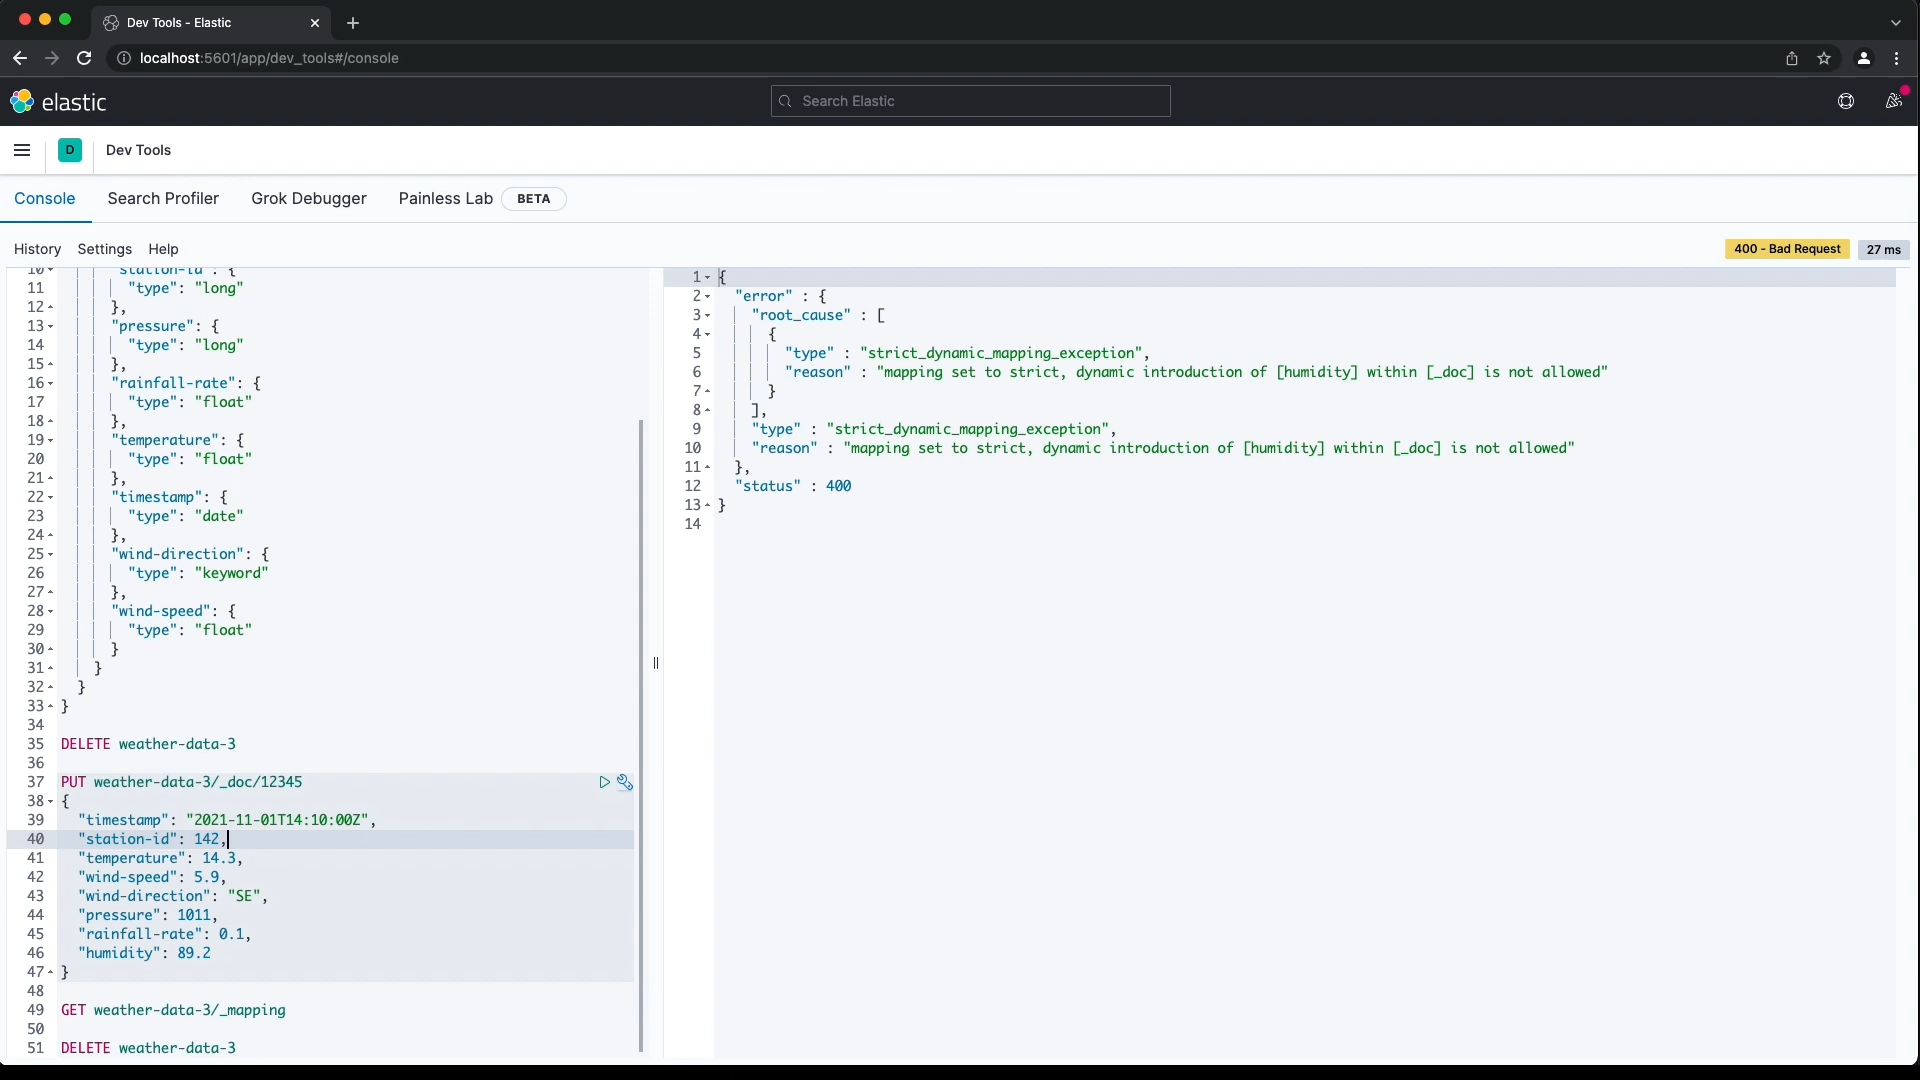 Dev Tools - Elastic
localhost:5601/app/dev_tools#/console
elastic
Search Elastic
D
Dev Tools
Console
Search Profiler
Grok Debugger
Painless Lab
BETA
History
Settings
Help
400 - Bad Request
27 ms
10 "station-id": {
11 "type": "long"
12 },
13 "pressure": {
14 "type": "long"
15 },
16 "rainfall-rate": {
17 "type": "float"
18 },
19 "temperature": {
20 "type": "float"
21 },
22 "timestamp": {
23 "type": "date"
24 },
25 "wind-direction": {
26 "type": "keyword"
27 },
28 "wind-speed": {
29 "type": "float"
30 }
31 }
32 }
33 }
34
35 DELETE weather-data-3
36
37 PUT weather-data-3/_doc/12345
38 {
39 "timestamp": "2021-11-01T14:10:00Z",
40 "station-id": 142,
41 "temperature": 14.3,
42 "wind-speed": 5.9,
43 "wind-direction": "SE",
44 "pressure": 1011,
45 "rainfall-rate": 0.1,
46 "humidity": 89.2
47 }
48
49 GET weather-data-3/_mapping
50
51 DELETE weather-data-3
1 {
2 "error" : {
3 "root_cause" : [
4 {
5 "type" : "strict_dynamic_mapping_exception",
6 "reason" : "mapping set to strict, dynamic introduction of [humidity] within [_doc] is not allowed"
7 }
8 ],
9 "type" : "strict_dynamic_mapping_exception",
10 "reason" : "mapping set to strict, dynamic introduction of [humidity] within [_doc] is not allowed"
11 },
12 "status" : 400
13 }
14